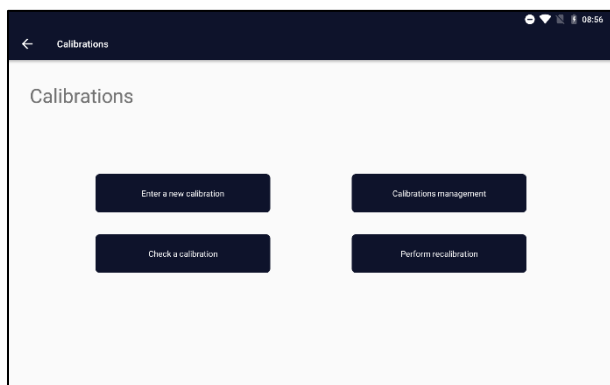 08:56
Calibrations
Calibrations
Enter a new calibration
Calibrations management
Check a calibration
Perform recalibration